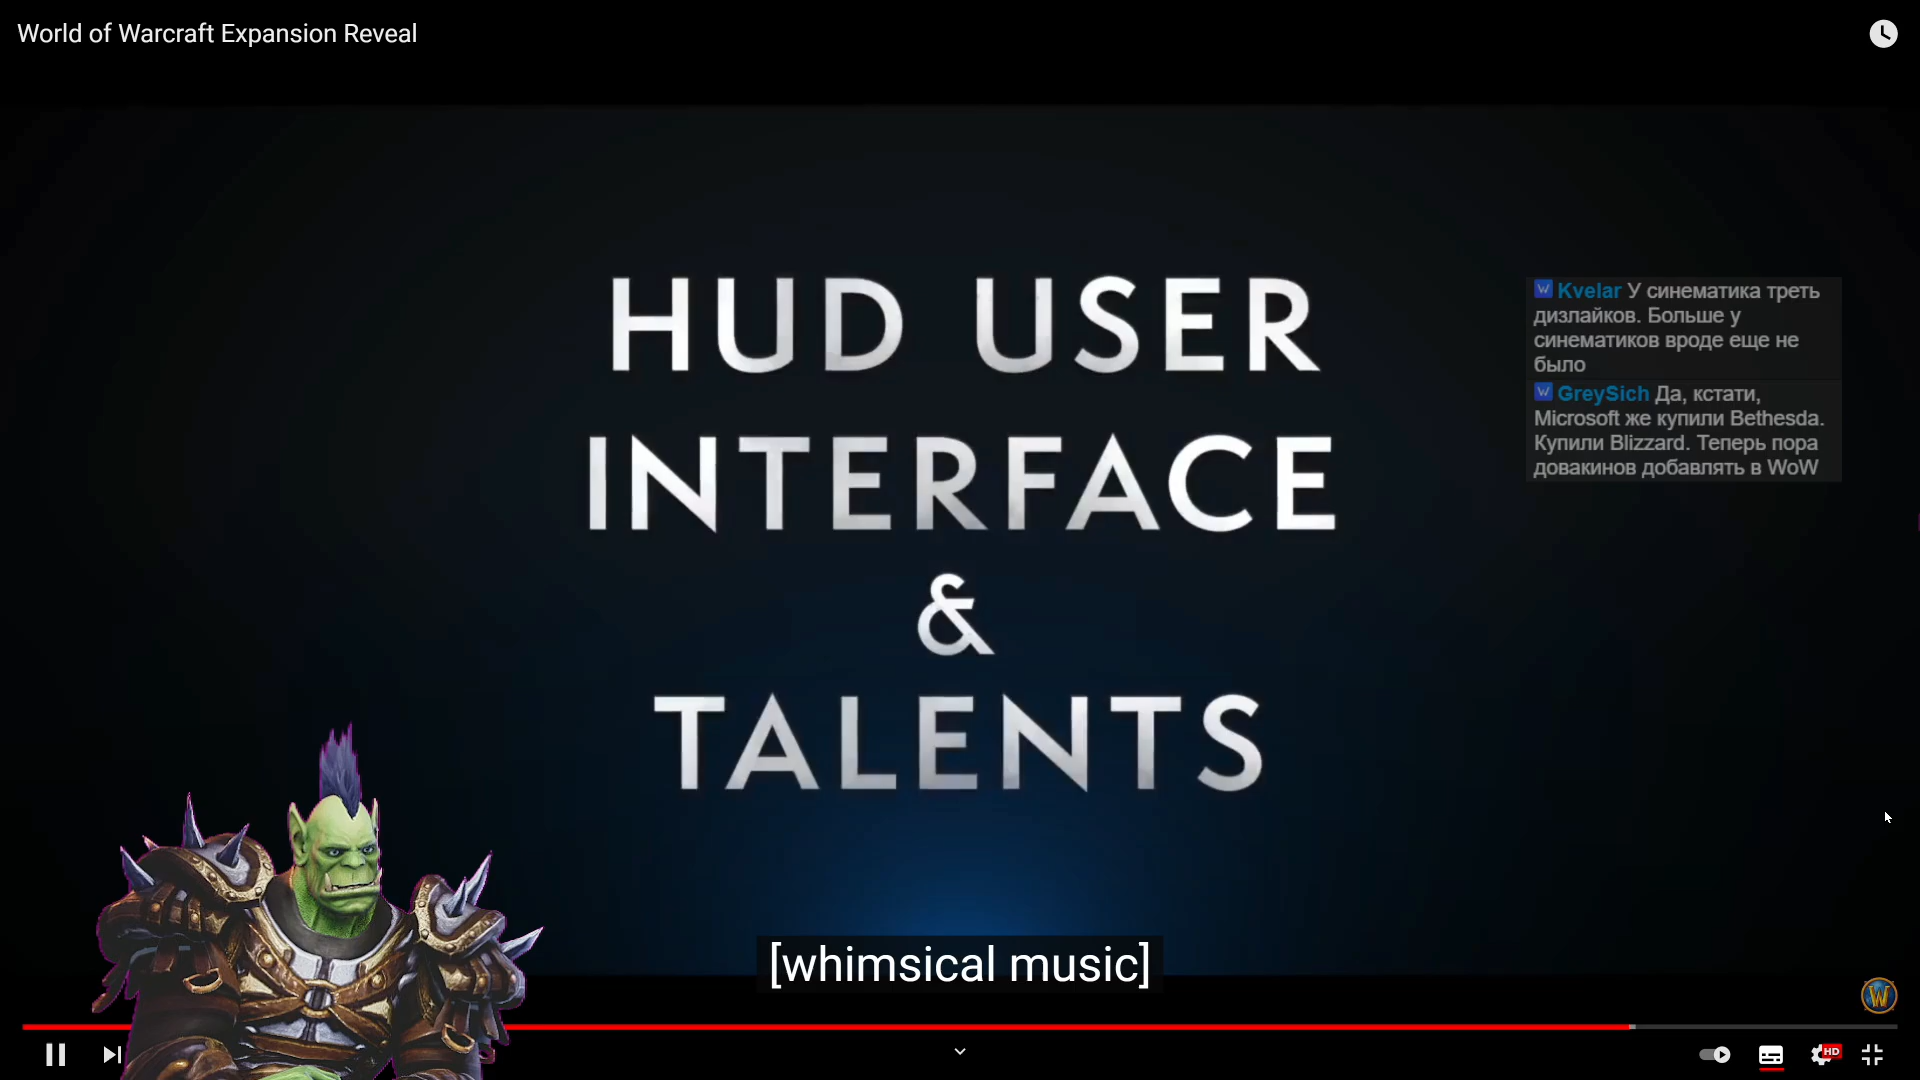 World of Warcraft Expansion Reveal
HUD USER
INTERFACE
&
TALENTS
W Kvelar У синематика треть
дизлайков. Больше у
синематиков вроде еще не
было
W GreySich Да, кстати,
Microsoft же купили Bethesda.
Купили Blizzard. Теперь пора
довакинов добавлять в WoW
[whimsical music]
W
HD